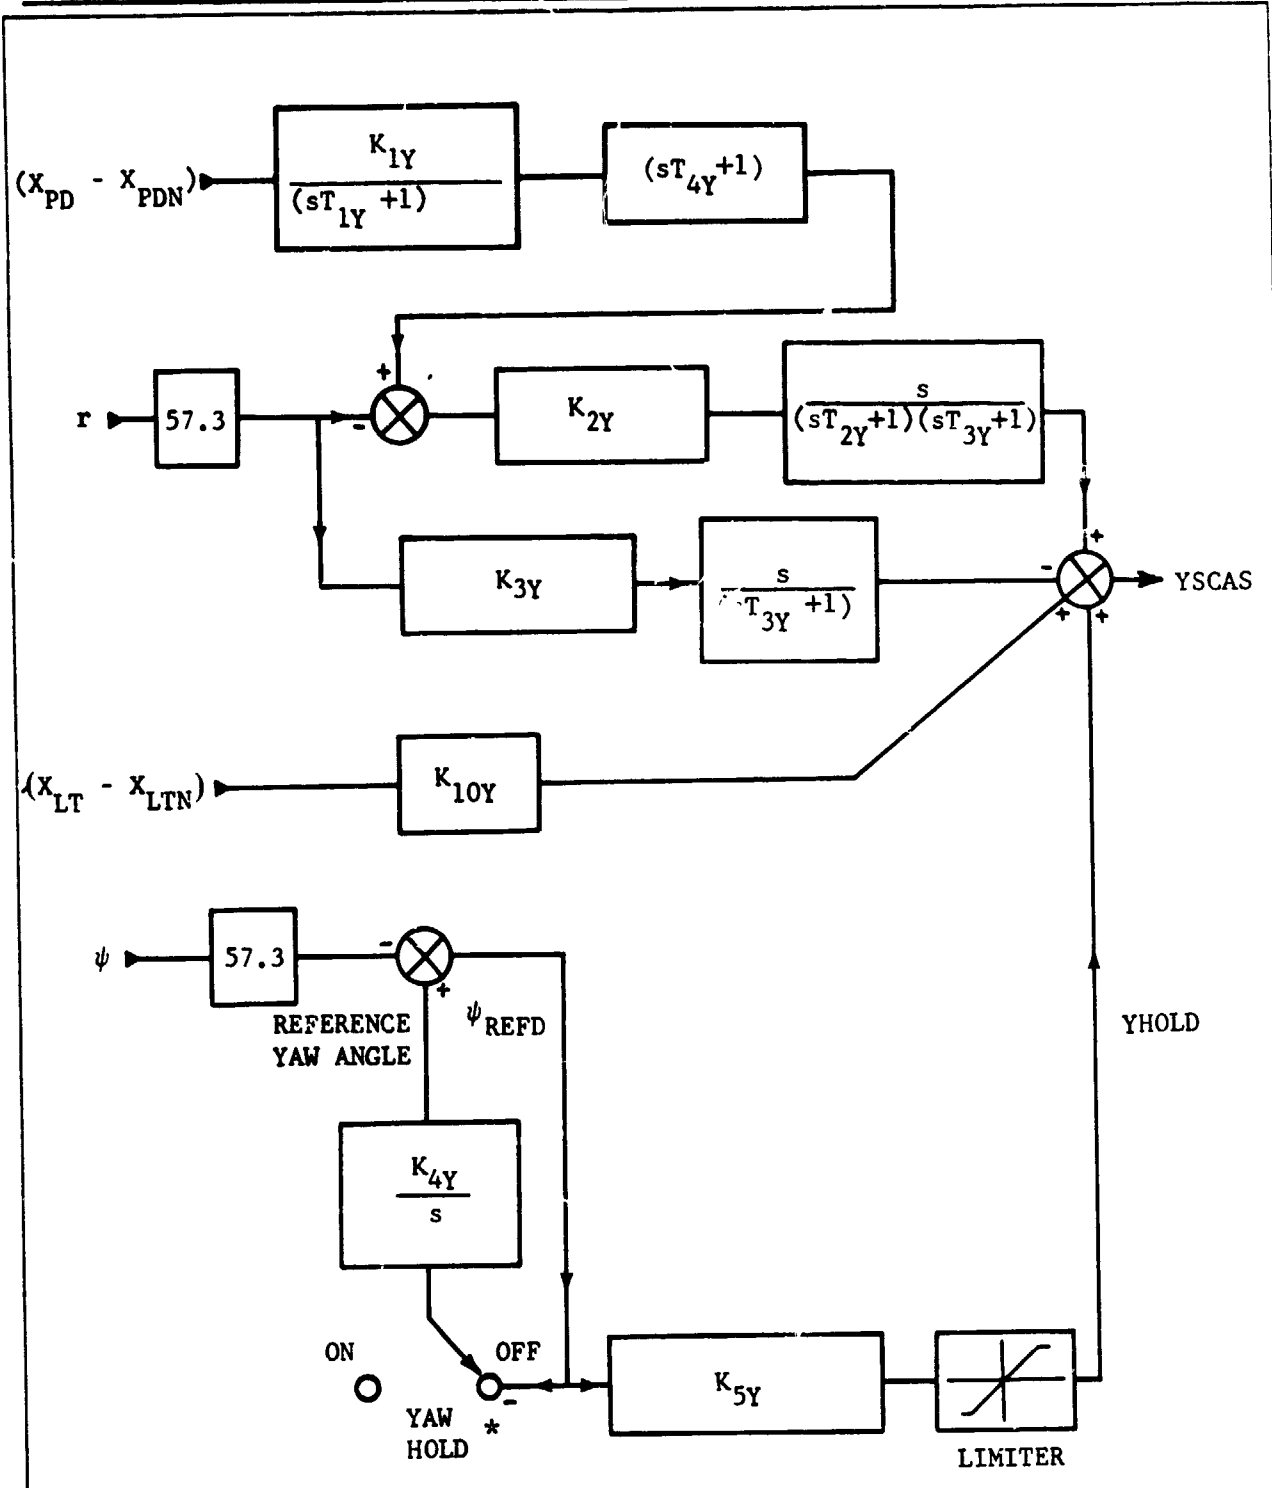 (X_PD - X_PDN)
K_1Y
(sT_1Y +1)
(sT_4Y+1)
+
r
57.3
-
K_2Y
s
(sT_2Y+1)(sT_3Y+1)
+
K_3Y
s
T_3Y +1)
-
YSCAS
+ +
(X_LT - X_LTN)
K_10Y
ψ
57.3
-
+
REFERENCE
YAW ANGLE
ψ_REFD
YHOLD
K_4Y
s
ON
OFF
-
YAW
HOLD
*
K_5Y
LIMITER